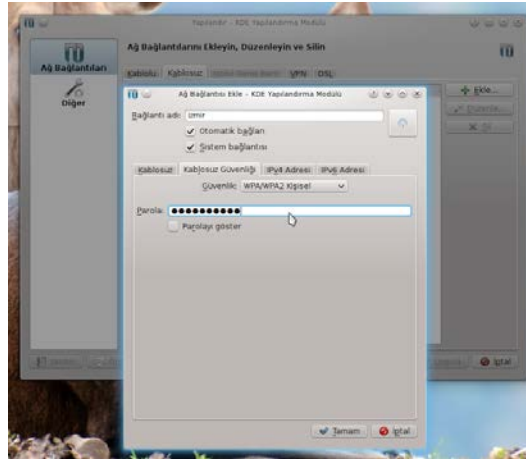 Yapılandır - KDE Yapılandırma Modülü
Ağ Bağlantılarını Ekleyin, Düzenleyin ve Silin
Ağ Bağlantıları
Diğer
Kablolu Kablosuz VPN DSL
Ekle...
Düzenle...
Sil
Ağ Bağlantısı Ekle - KDE Yapılandırma Modülü
Bağlantı adı: izmir
Otomatik bağlan
Sistem bağlantısı
Kablosuz Kablosuz Güvenliği IPv4 Adresi IPv6 Adresi
Güvenlik: WPA/WPA2 Kişisel
Parola: ●●●●●●●●●●
Parolayı göster
Tamam İptal
İptal